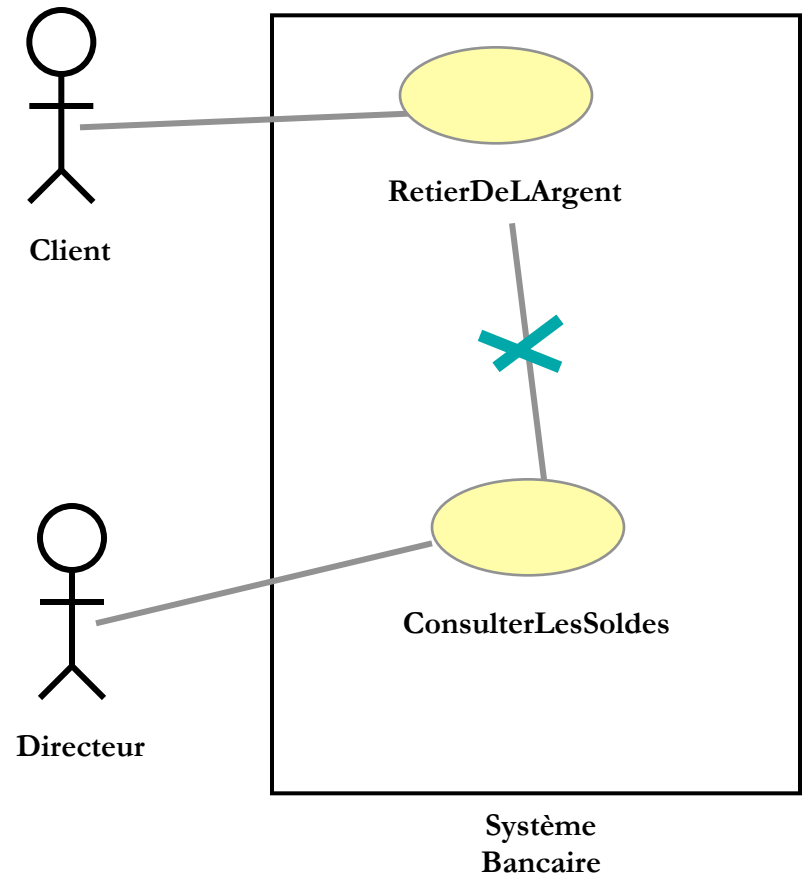 RetierDeLArgent
Client
ConsulterLesSoldes
Directeur
Système
Bancaire